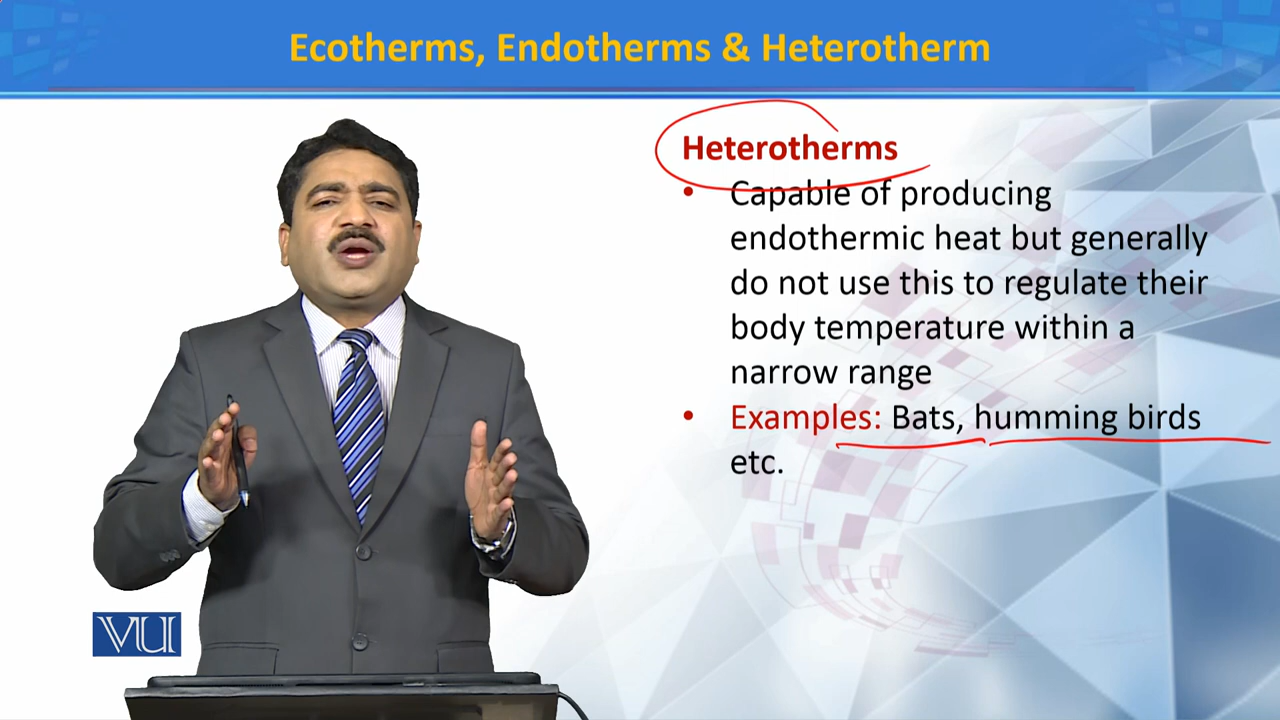 Ecotherms, Endotherms & Heterotherm
Heterotherms
• Capable of producing
endothermic heat but generally
do not use this to regulate their
body temperature within a
narrow range
• Examples: Bats, humming birds
etc.
VU